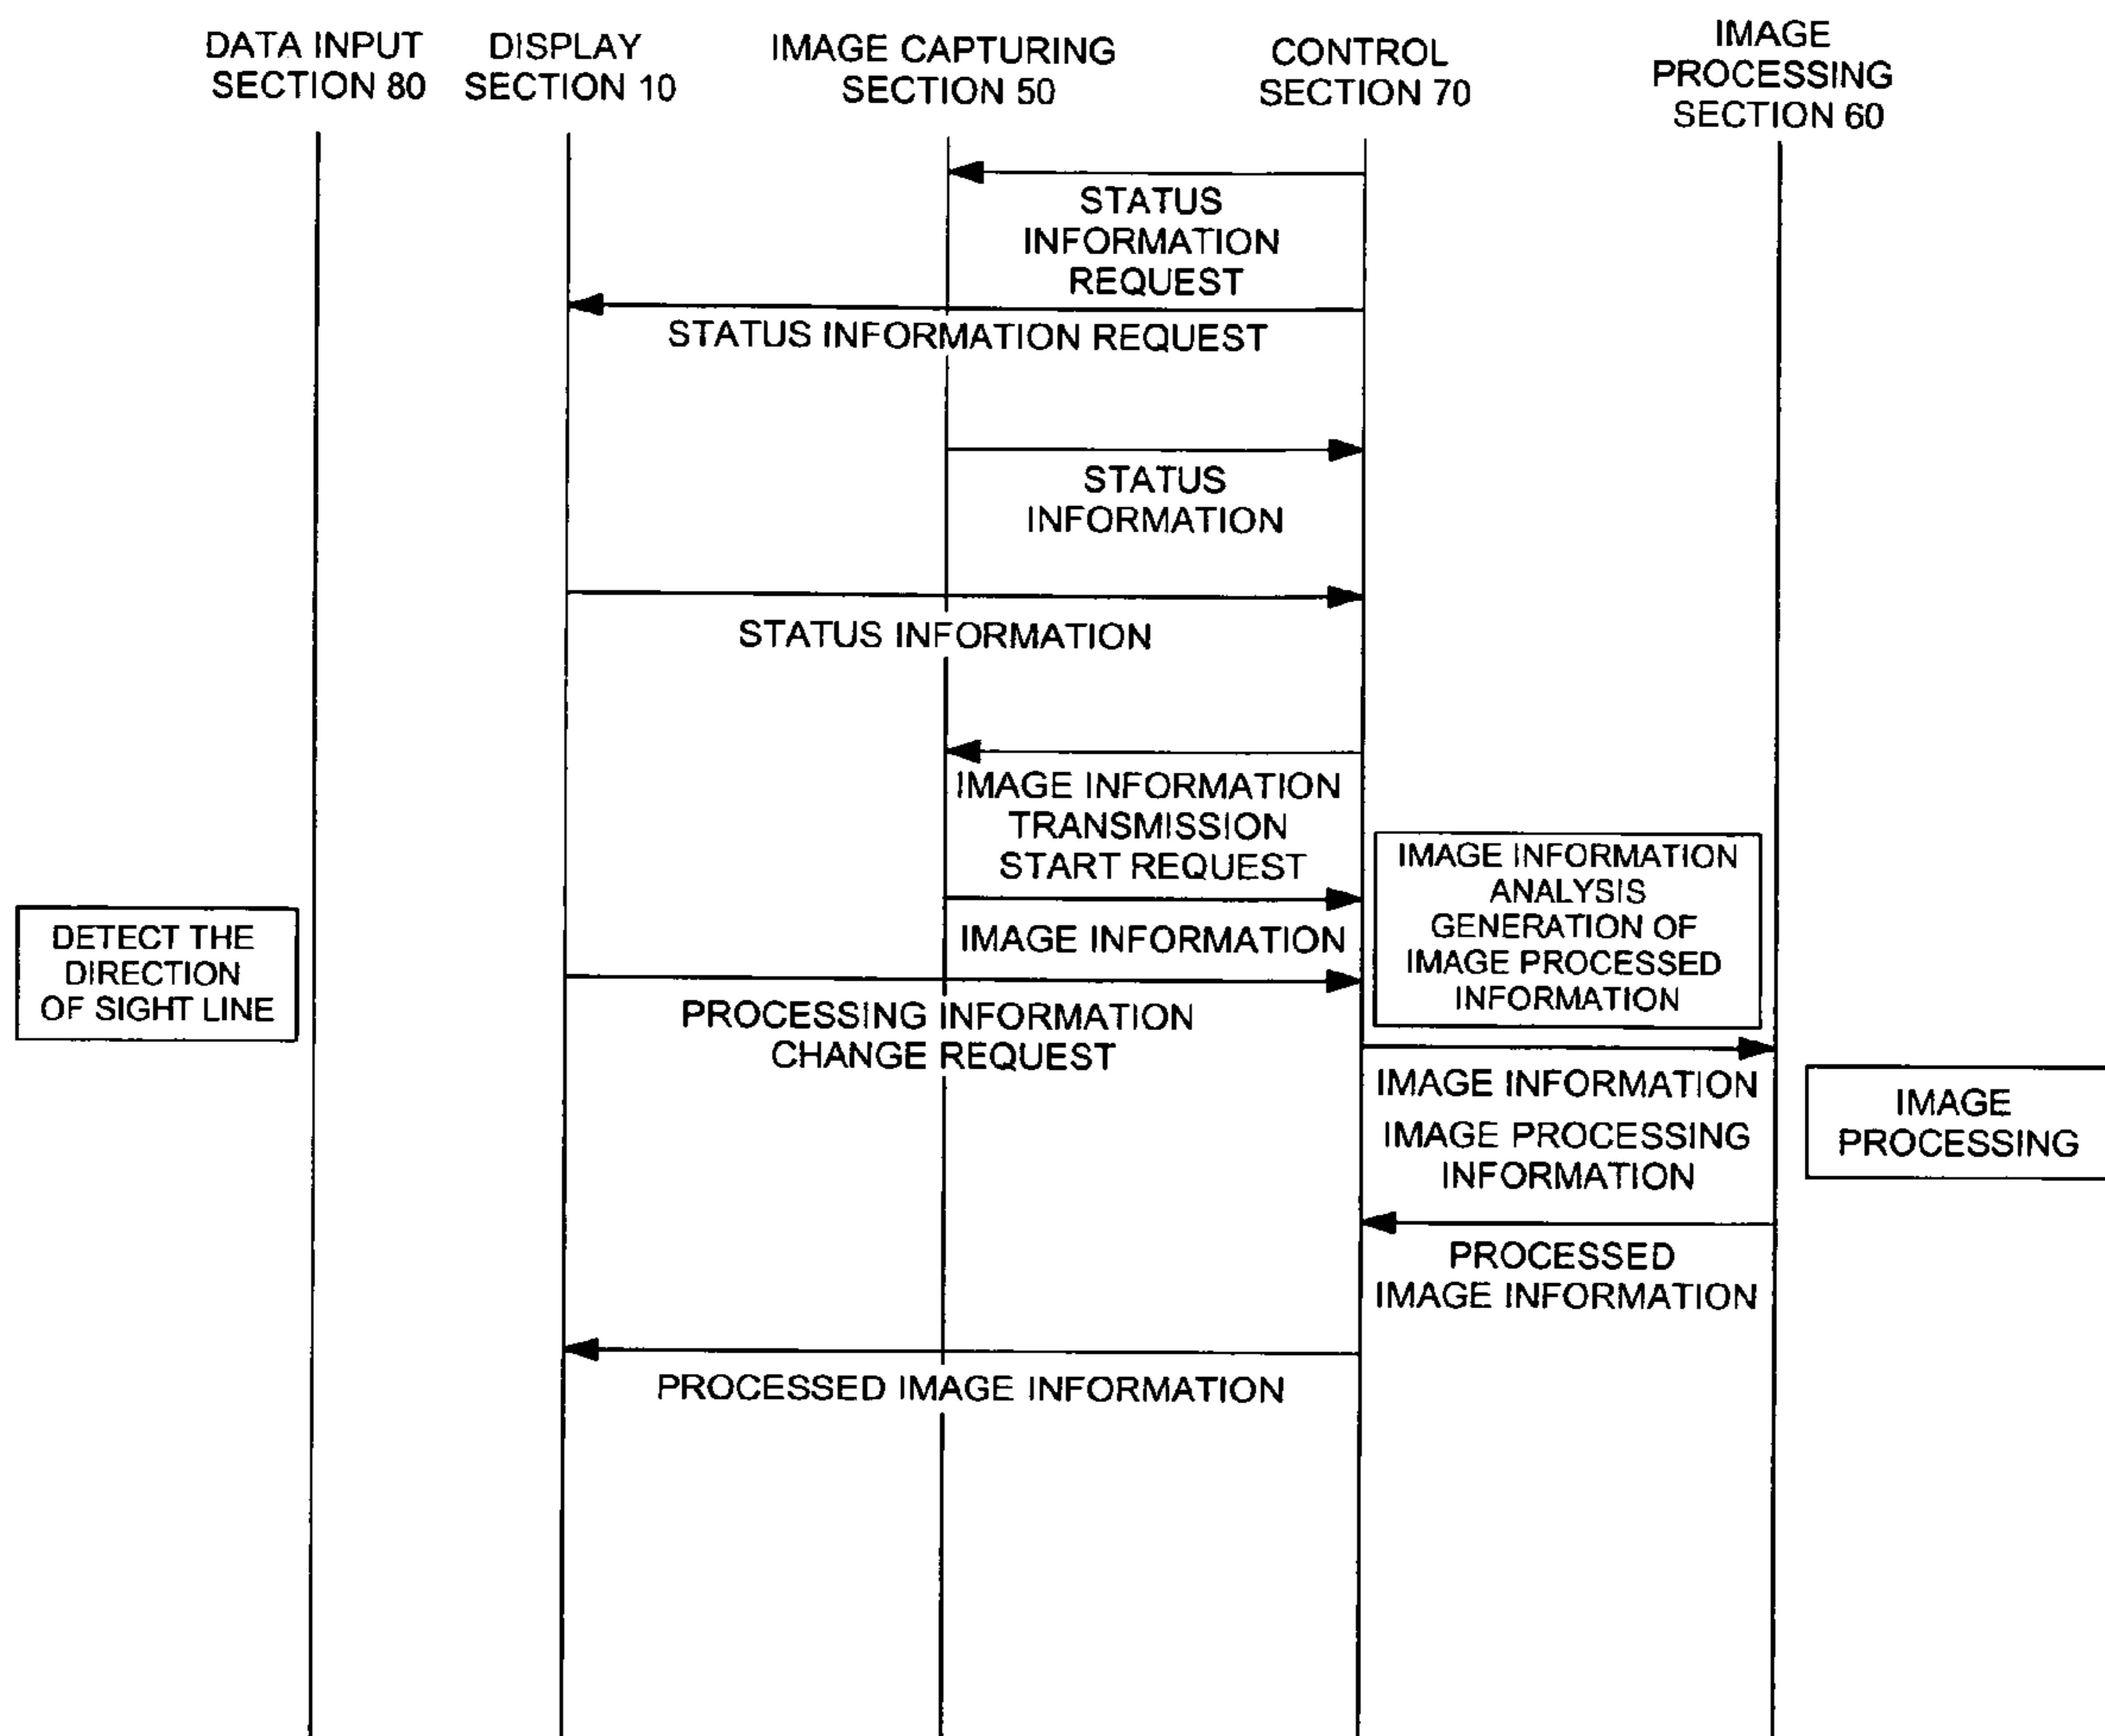 DATA INPUT
SECTION 80
DISPLAY
SECTION 10
IMAGE CAPTURING
SECTION 50
CONTROL
SECTION 70
IMAGE
PROCESSING
SECTION 60
STATUS
INFORMATION
REQUEST
STATUS INFORMATION REQUEST
STATUS
INFORMATION
STATUS INFORMATION
IMAGE INFORMATION
TRANSMISSION
START REQUEST
IMAGE INFORMATION
ANALYSIS
GENERATION OF
IMAGE PROCESSED
INFORMATION
DETECT THE
DIRECTION
OF SIGHT LINE
IMAGE INFORMATION
PROCESSING INFORMATION
CHANGE REQUEST
IMAGE INFORMATION
IMAGE PROCESSING
INFORMATION
IMAGE
PROCESSING
PROCESSED
IMAGE INFORMATION
PROCESSED IMAGE INFORMATION